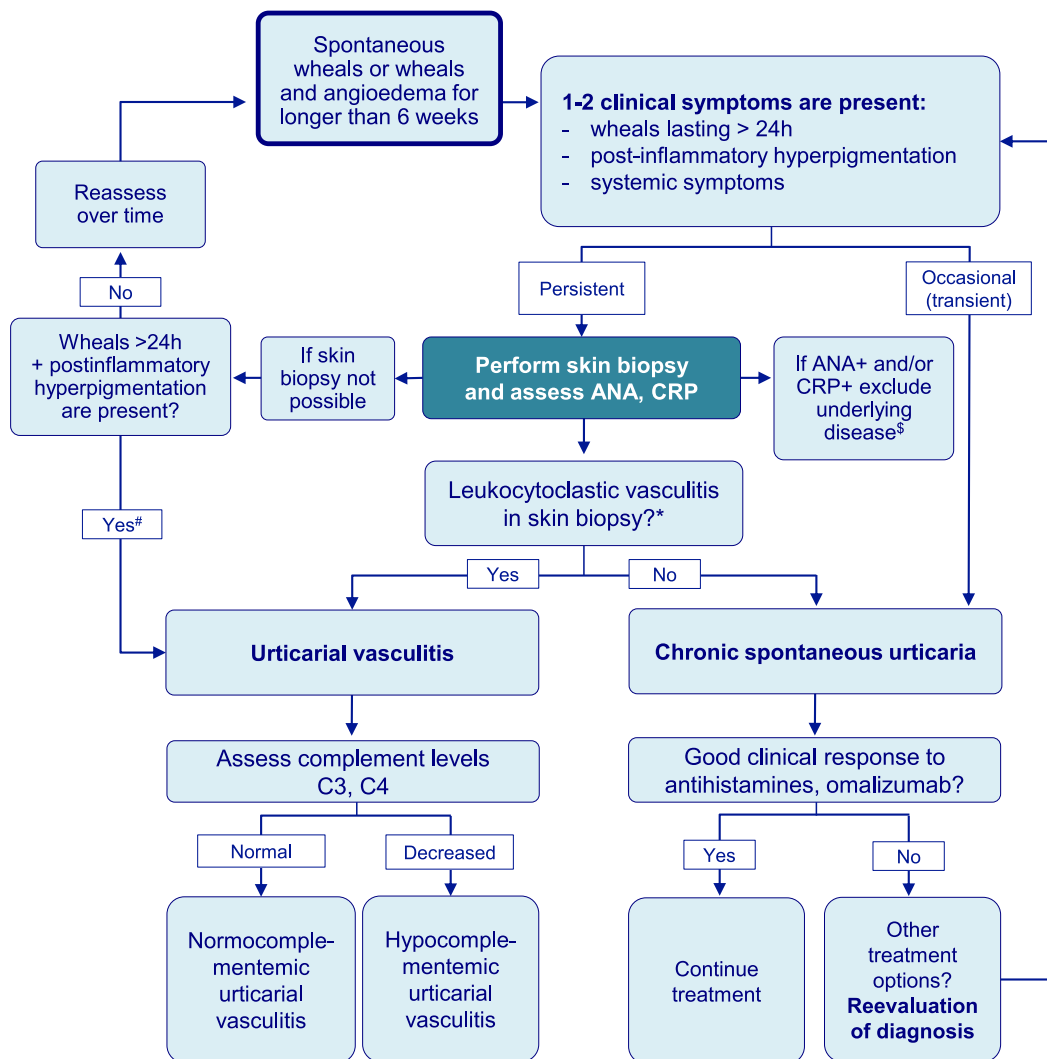 Spontaneous
wheals or wheals
and angioedema for
longer than 6 weeks
1-2 clinical symptoms are present:
- wheals lasting > 24h
- post-inflammatory hyperpigmentation
- systemic symptoms
Reassess
over time
No
Persistent
Occasional
(transient)
Wheals >24h
+ postinflammatory
hyperpigmentation
are present?
If skin
biopsy not
possible
Perform skin biopsy
and assess ANA, CRP
If ANA+ and/or
CRP+ exclude
underlying
disease$
Leukocytoclastic vasculitis
in skin biopsy?*
Yes#
Yes
No
Urticarial vasculitis
Chronic spontaneous urticaria
Assess complement levels
C3, C4
Good clinical response to
antihistamines, omalizumab?
Normal
Decreased
Yes
No
Normocomple-
mentemic
urticarial
vasculitis
Hypocomple-
mentemic
urticarial
vasculitis
Continue
treatment
Other
treatment
options?
Reevaluation
of diagnosis